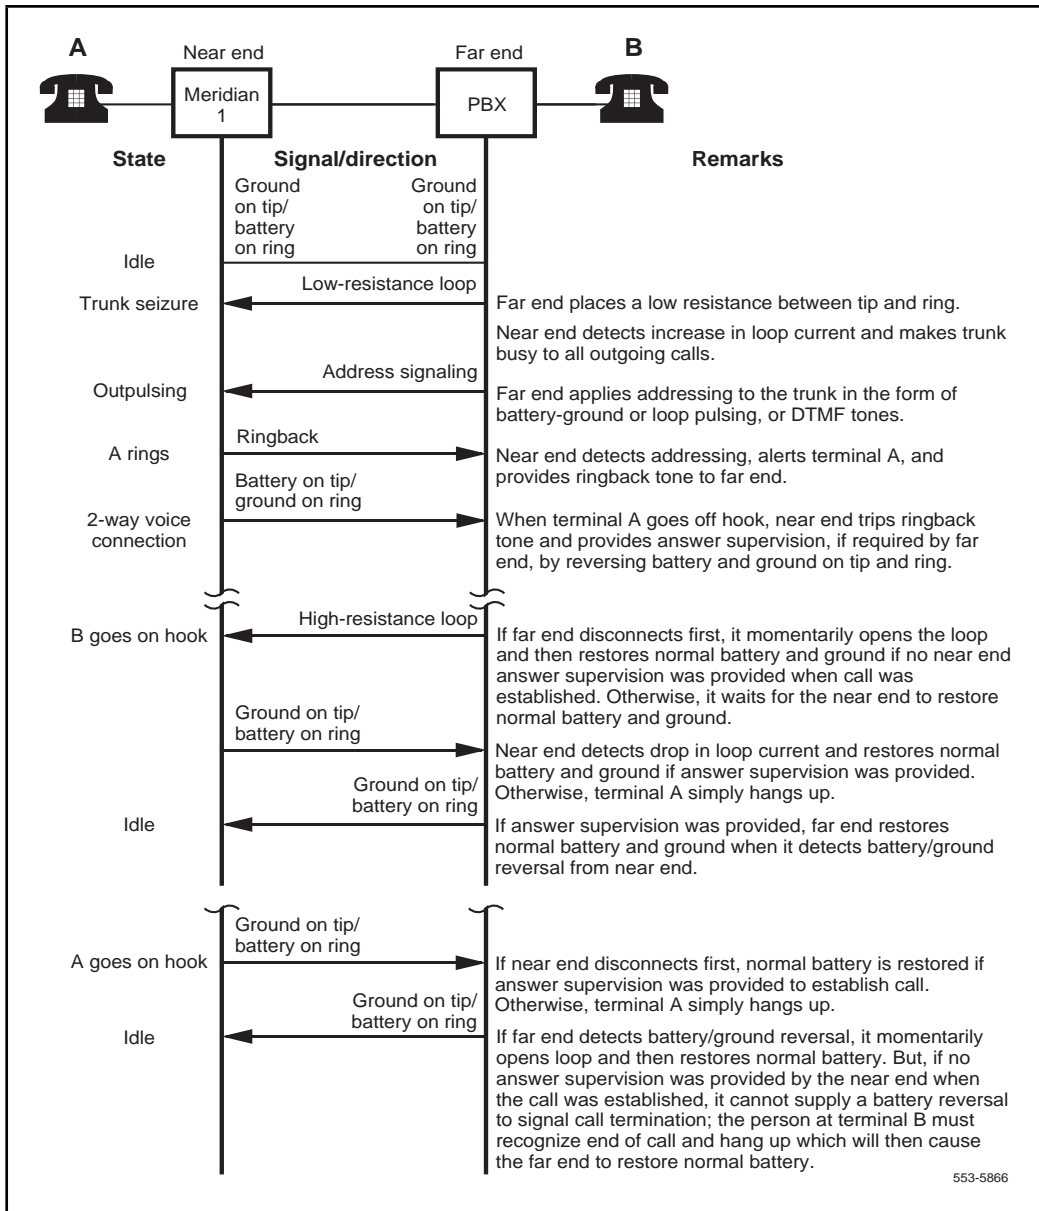 A
Near end
Far end
B
Meridian
1
PBX
State
Signal/direction
Remarks
Ground
on tip/
battery
on ring
Ground
on tip/
battery
on ring
Idle
Low-resistance loop
Trunk seizure
Far end places a low resistance between tip and ring.
Near end detects increase in loop current and makes trunk
busy to all outgoing calls.
Address signaling
Outpulsing
Far end applies addressing to the trunk in the form of
battery-ground or loop pulsing, or DTMF tones.
Ringback
A rings
Near end detects addressing, alerts terminal A, and
provides ringback tone to far end.
Battery on tip/
ground on ring
2-way voice
connection
When terminal A goes off hook, near end trips ringback
tone and provides answer supervision, if required by far
end, by reversing battery and ground on tip and ring.
High-resistance loop
B goes on hook
If far end disconnects first, it momentarily opens the loop
and then restores normal battery and ground if no near end
answer supervision was provided when call was
established. Otherwise, it waits for the near end to restore
normal battery and ground.
Ground on tip/
battery on ring
Near end detects drop in loop current and restores normal
battery and ground if answer supervision was provided.
Otherwise, terminal A simply hangs up.
Ground on tip/
battery on ring
Idle
If answer supervision was provided, far end restores
normal battery and ground when it detects battery/ground
reversal from near end.
Ground on tip/
battery on ring
A goes on hook
If near end disconnects first, normal battery is restored if
answer supervision was provided to establish call.
Otherwise, terminal A simply hangs up.
Ground on tip/
battery on ring
Idle
If far end detects battery/ground reversal, it momentarily
opens loop and then restores normal battery. But, if no
answer supervision was provided by the near end when
the call was established, it cannot supply a battery reversal
to signal call termination; the person at terminal B must
recognize end of call and hang up which will then cause
the far end to restore normal battery.
553-5866